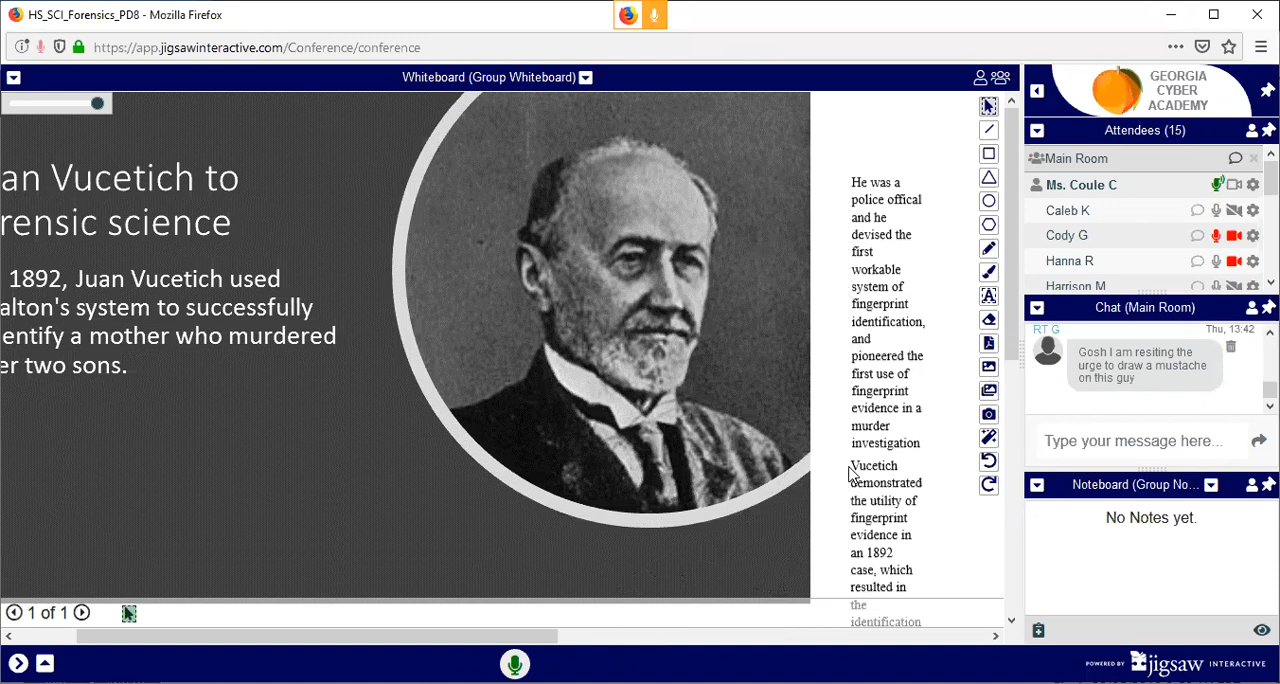 HS_SCI_Forensics_PD8 - Mozilla Firefox
https://app.jigsawinteractive.com/Conference/conference
Whiteboard (Group Whiteboard)
an Vucetich to
rensic science
1892, Juan Vucetich used
alton's system to successfully
entify a mother who murdered
er two sons.
He was a
police offical
and he
devised the
first
workable
system of
fingerprint
identification,
and
pioneered the
first use of
fingerprint
evidence in a
murder
investigation
Vucetich
demonstrated
the utility of
fingerprint
evidence in
an 1892
case, which
resulted in
the
identification
1 of 1
GEORGIA
CYBER
ACADEMY
Attendees (15)
Main Room
Ms. Coule C
Caleb K
Cody G
Hanna R
Harrison M
Chat (Main Room)
RT G
Thu, 13:42
Gosh I am resiting the
urge to draw a mustache
on this guy
Type your message here...
Noteboard (Group No...
No Notes yet.
POWERED BY jigsaw INTERACTIVE